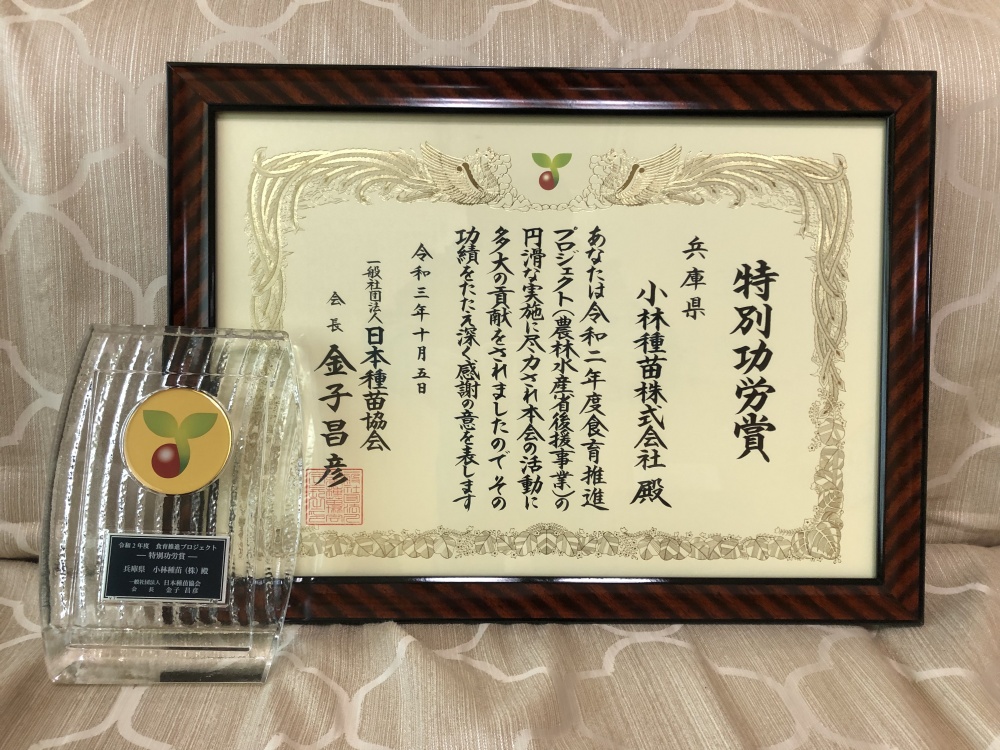 特別功労賞
兵庫県
小林種苗株式会社 殿
あなたは令和二年度食育推進
プロジェクト(農林水産省後援事業)の
円滑な実施に尽力され本会の活動に
多大の貢献をされましたのでその
功績をたたえ深く感謝の意を表します
令和三年十月五日
一般社団法人 日本種苗協会
会長 金子昌彦
令和2年度 食育推進プロジェクト
― 特別功労賞 ―
兵庫県 小林種苗(株)殿
一般社団法人 日本種苗協会
会長 金子 昌彦